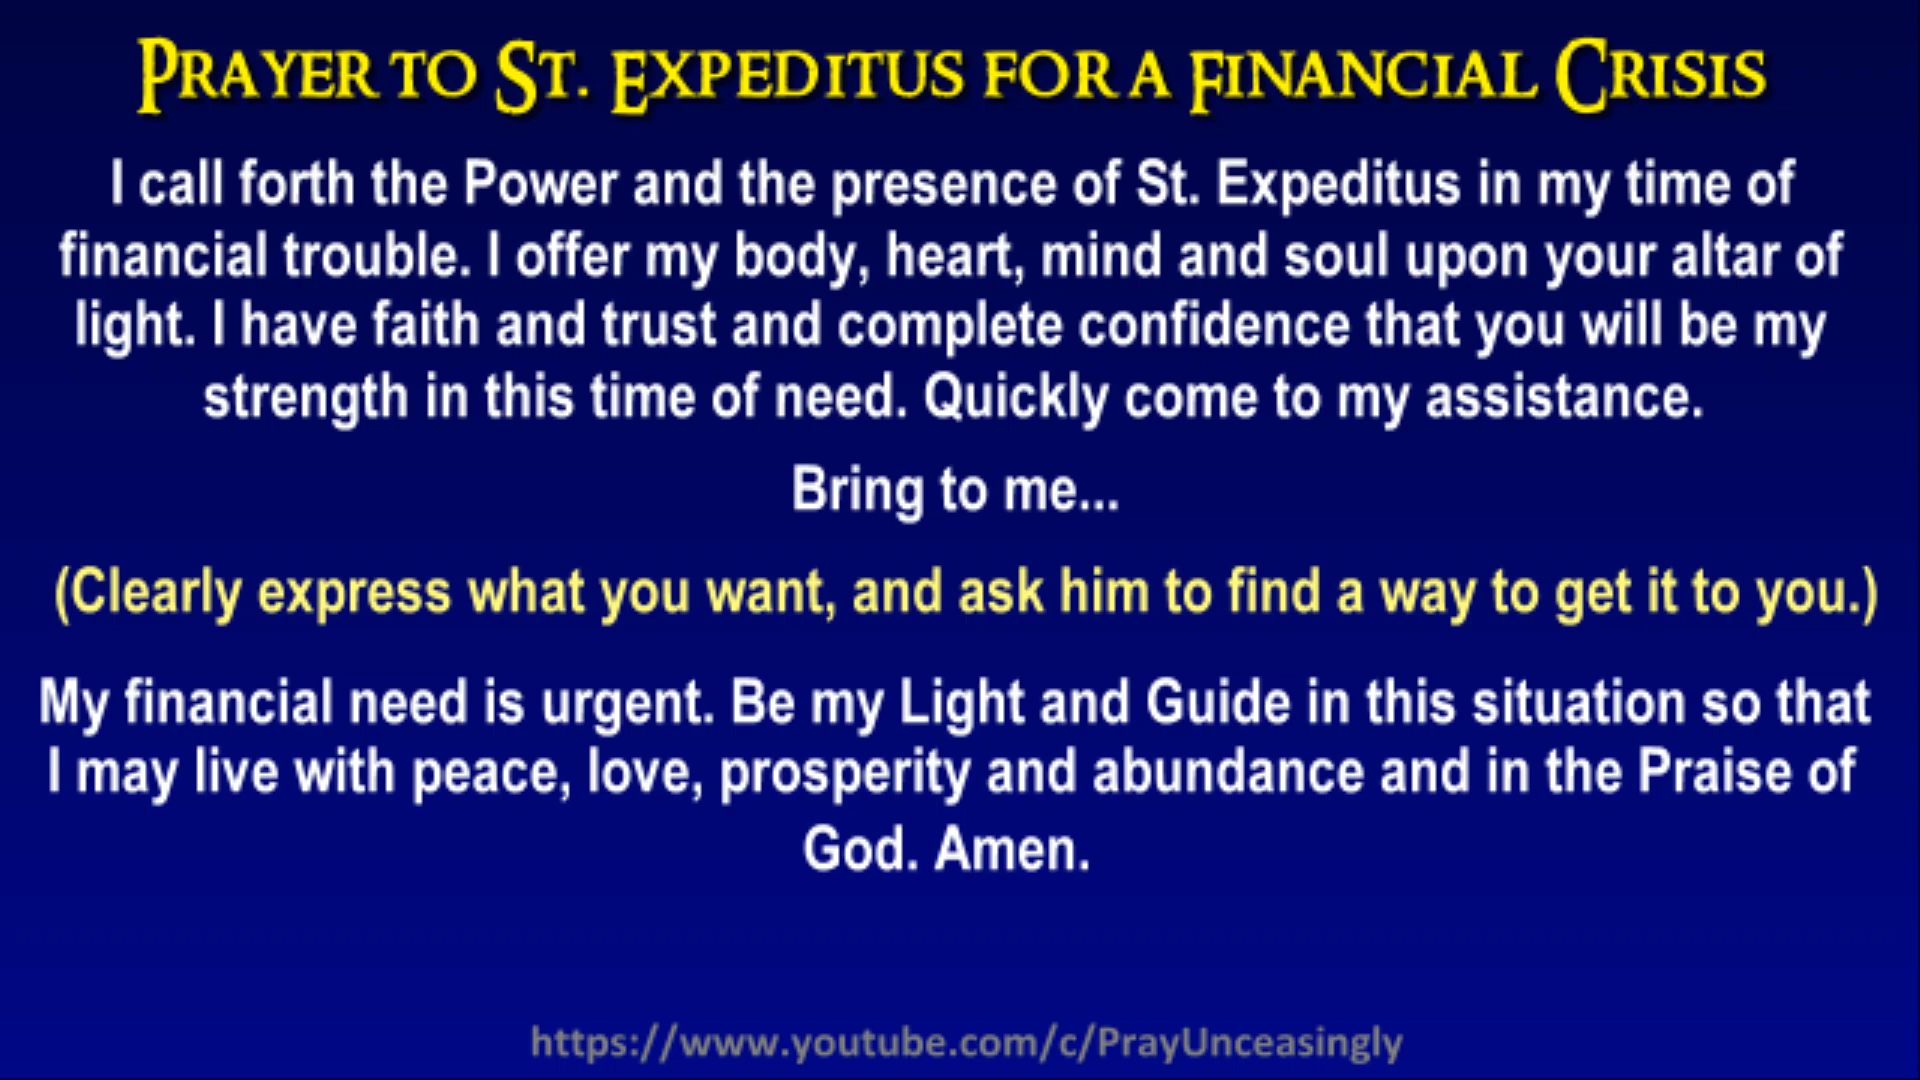 Prayer to St. Expeditus for a Financial Crisis
I call forth the Power and the presence of St. Expeditus in my time of
financial trouble. I offer my body, heart, mind and soul upon your altar of
light. I have faith and trust and complete confidence that you will be my
strength in this time of need. Quickly come to my assistance.
Bring to me...
(Clearly express what you want, and ask him to find a way to get it to you.)
My financial need is urgent. Be my Light and Guide in this situation so that
I may live with peace, love, prosperity and abundance and in the Praise of
God. Amen.
https://www.youtube.com/c/PrayUnceasingly